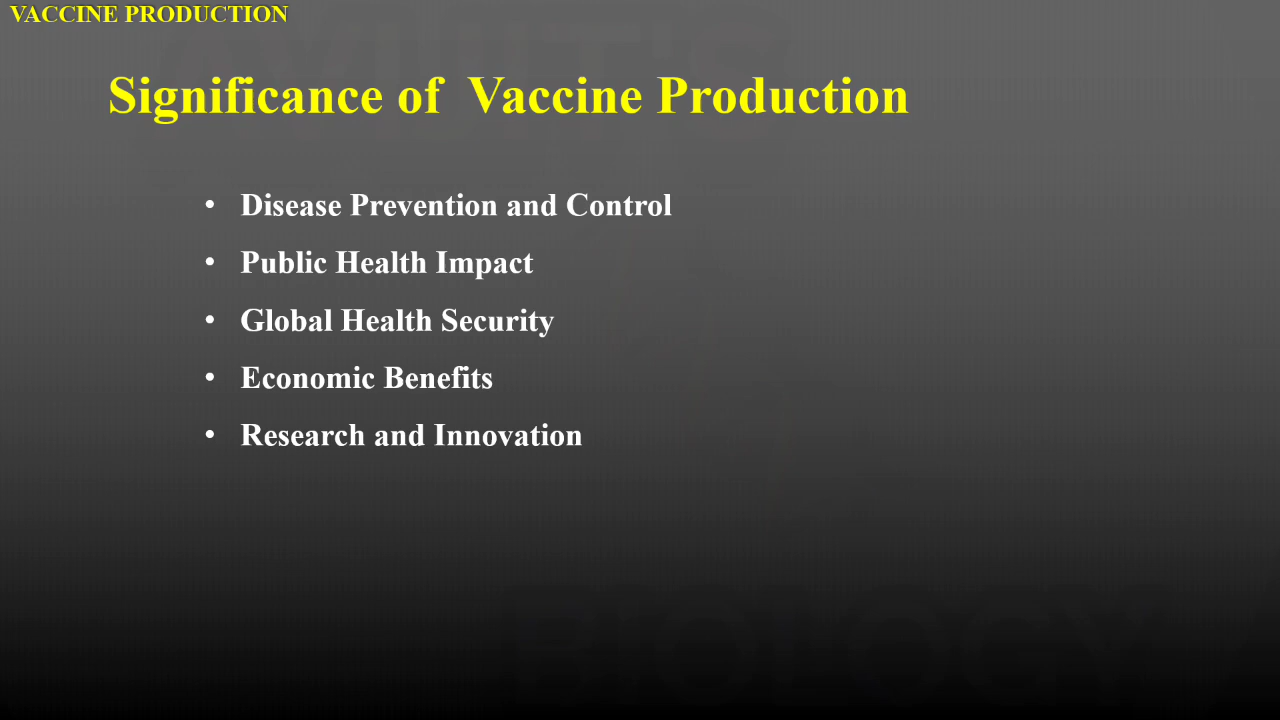 VACCINE PRODUCTION
Significance of  Vaccine Production
• Disease Prevention and Control
• Public Health Impact
• Global Health Security
• Economic Benefits
• Research and Innovation
BIOLOGY